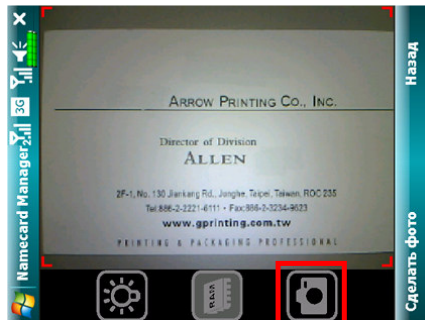 Namecard Manager
3G
ARROW PRINTING CO., INC.
Director of Division
ALLEN
2F-1, No. 130 Jiankang Rd., Jonghe, Taipei, Taiwan, ROC 235
Tel:886-2-2221-6111 • Fax:886-2-3234-9623
www.gprinting.com.tw
PRINTING & PACKAGING PROFESSIONAL
RAM
Назад
Сделать фото